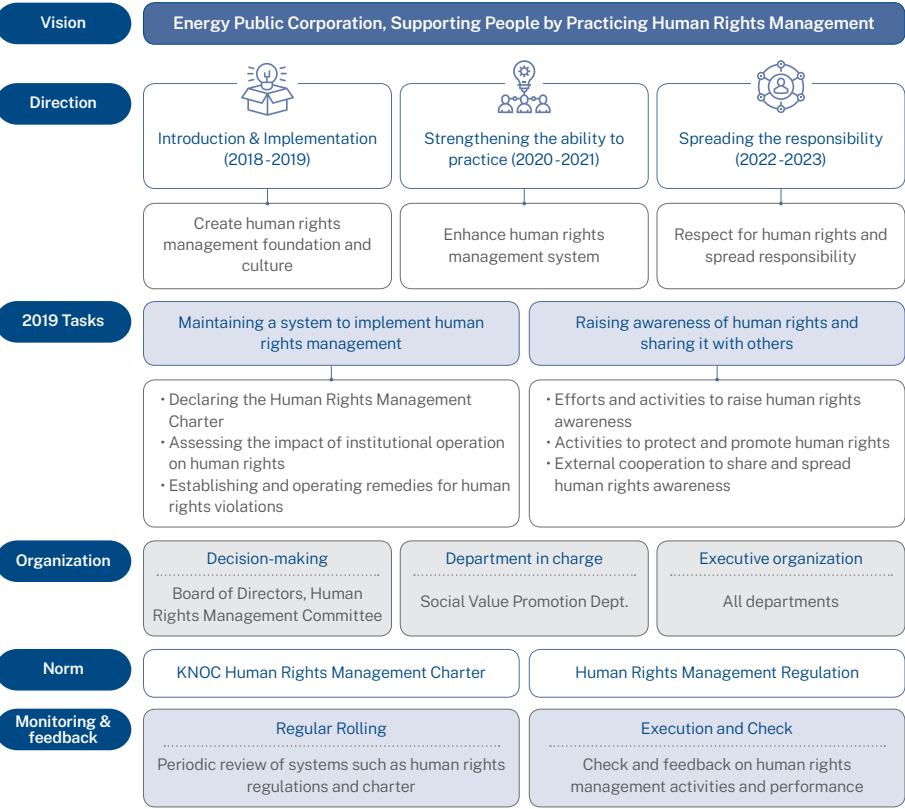 Vision
Energy Public Corporation, Supporting People by Practicing Human Rights Management
Direction
Introduction & Implementation
(2018-2019)
Strengthening the ability to
practice (2020-2021)
Spreading the responsibility
(2022-2023)
Create human rights
management foundation and
culture
Enhance human rights
management system
Respect for human rights and
spread responsibility
2019 Tasks
Maintaining a system to implement human
rights management
Raising awareness of human rights and
sharing it with others
• Declaring the Human Rights Management
Charter
• Assessing the impact of institutional operation
on human rights
• Establishing and operating remedies for human
rights violations
• Efforts and activities to raise human rights
awareness
• Activities to protect and promote human rights
• External cooperation to share and spread
human rights awareness
Organization
Decision-making
Board of Directors, Human
Rights Management Committee
Department in charge
Social Value Promotion Dept.
Executive organization
All departments
Norm
KNOC Human Rights Management Charter
Human Rights Management Regulation
Monitoring &
feedback
Regular Rolling
Periodic review of systems such as human rights
regulations and charter
Execution and Check
Check and feedback on human rights
management activities and performance